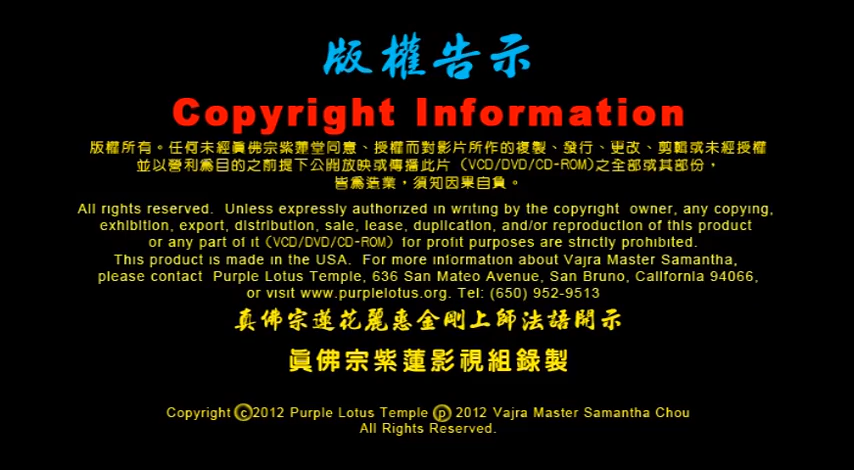 版權告示
Copyright Information
版權所有。任何未經眞佛宗紫蓮堂同意、授權而對影片所作的複製、發行、更改、剪輯或未經授權
並以營利為目的之前提下公開放映或傳播此片 (VCD/DVD/CD-ROM)之全部或其部份，
皆為造業，須知因果自負。
All rights reserved.  Unless expressly authorized in writing by the copyright  owner, any copying,
exhibition, export, distribution, sale, lease, duplication, and/or reproduction of this product
or any part of it (VCD/DVD/CD-ROM) for profit purposes are strictly prohibited.
This product is made in the USA.  For more information about Vajra Master Samantha,
please contact  Purple Lotus Temple, 636 San Mateo Avenue, San Bruno, California 94066,
or visit www.purplelotus.org. Tel: (650) 952-9513
真佛宗蓮花麗惠金剛上師法語開示
眞佛宗紫蓮影視組錄製
Copyright ⓒ2012 Purple Lotus Temple ⓟ 2012 Vajra Master Samantha Chou
All Rights Reserved.